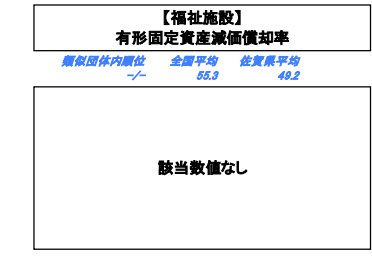 【福祉施設】
有形固定資産減価償却率
類似団体内順位 全国平均 佐賀県平均
-/- 55.3 49.2
該当数値なし